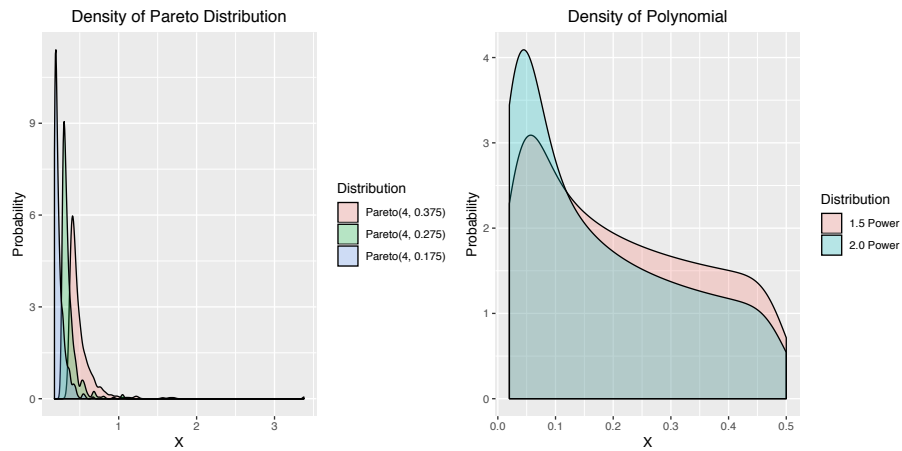 Density of Pareto Distribution
Probability
9
6
3
0
1
2
3
X
Distribution
Pareto(4, 0.375)
Pareto(4, 0.275)
Pareto(4, 0.175)
Density of Polynomial
Probability
4
3
2
1
0
0.0
0.1
0.2
0.3
0.4
0.5
X
Distribution
1.5 Power
2.0 Power